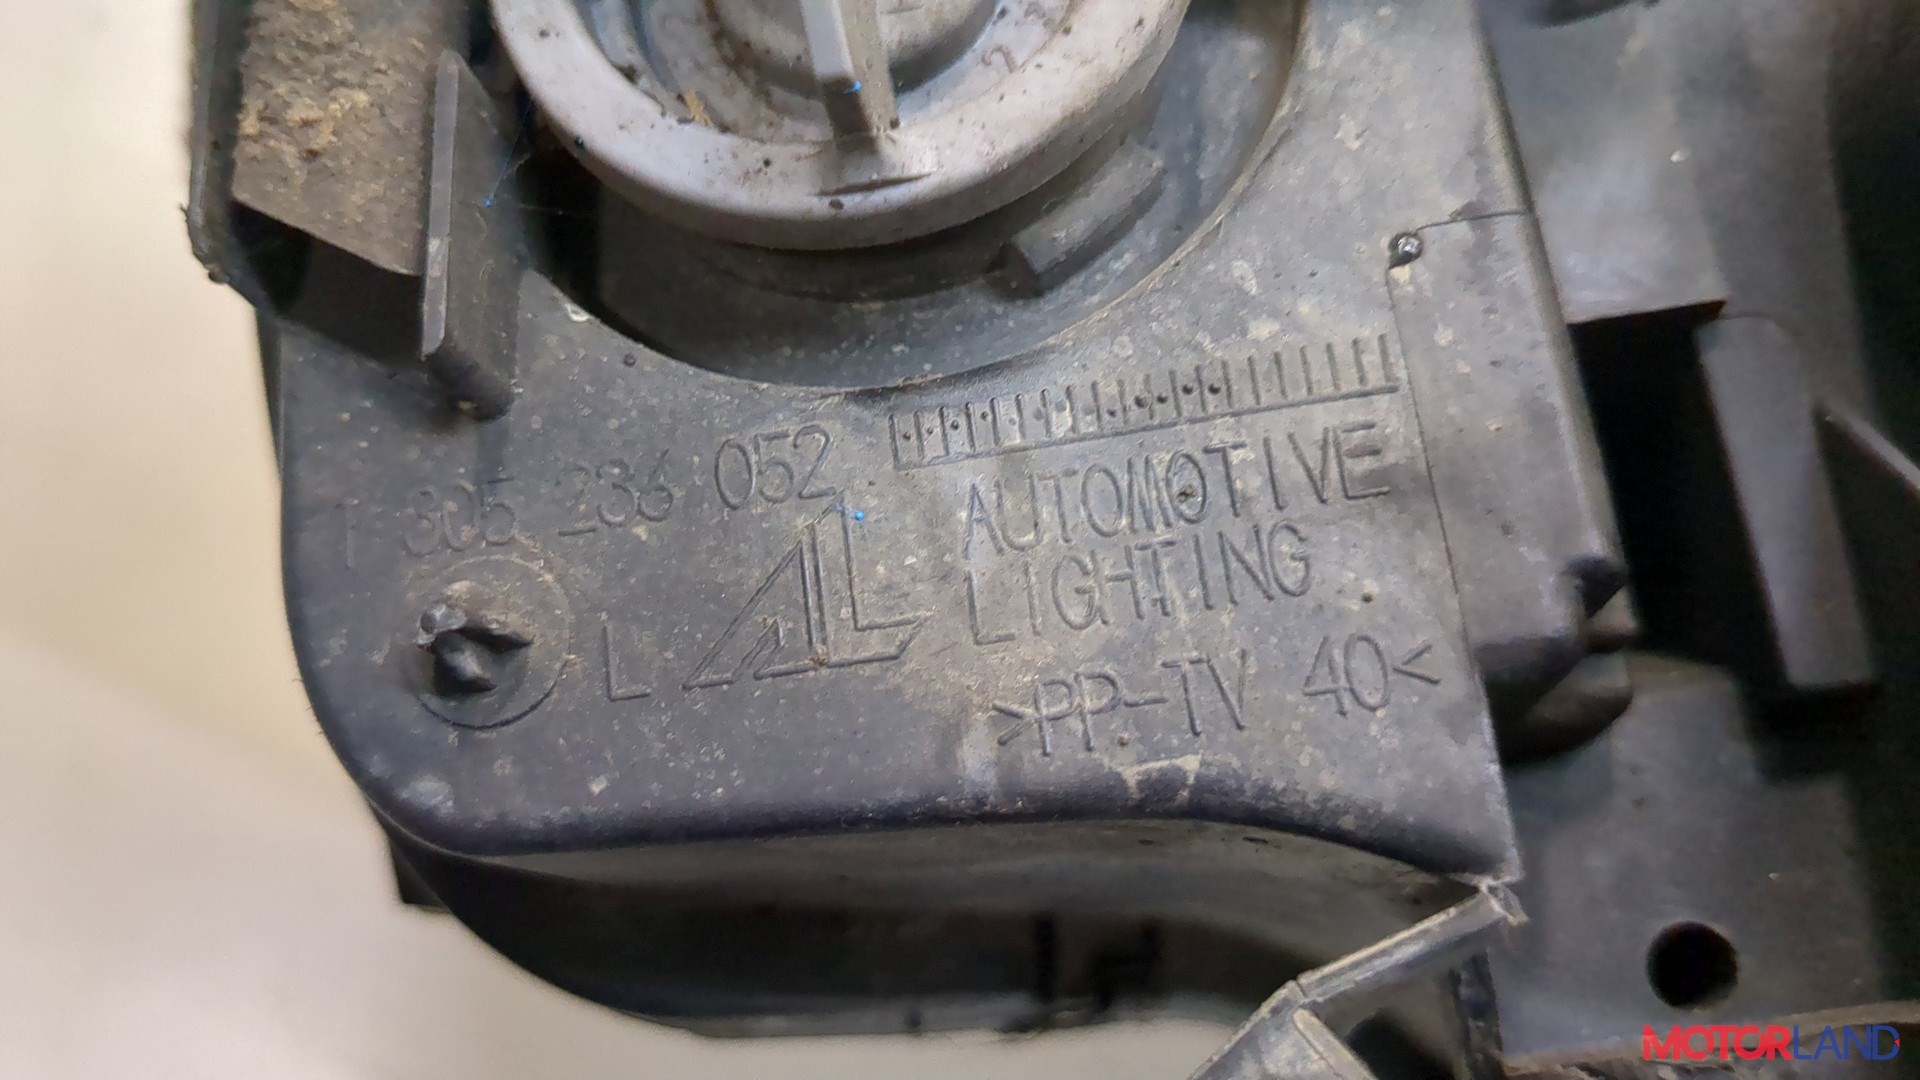 1 305 236 052
AUTOMOTIVE
LIGHTING
L AL
>PP-TV 40<
MOTORLAND